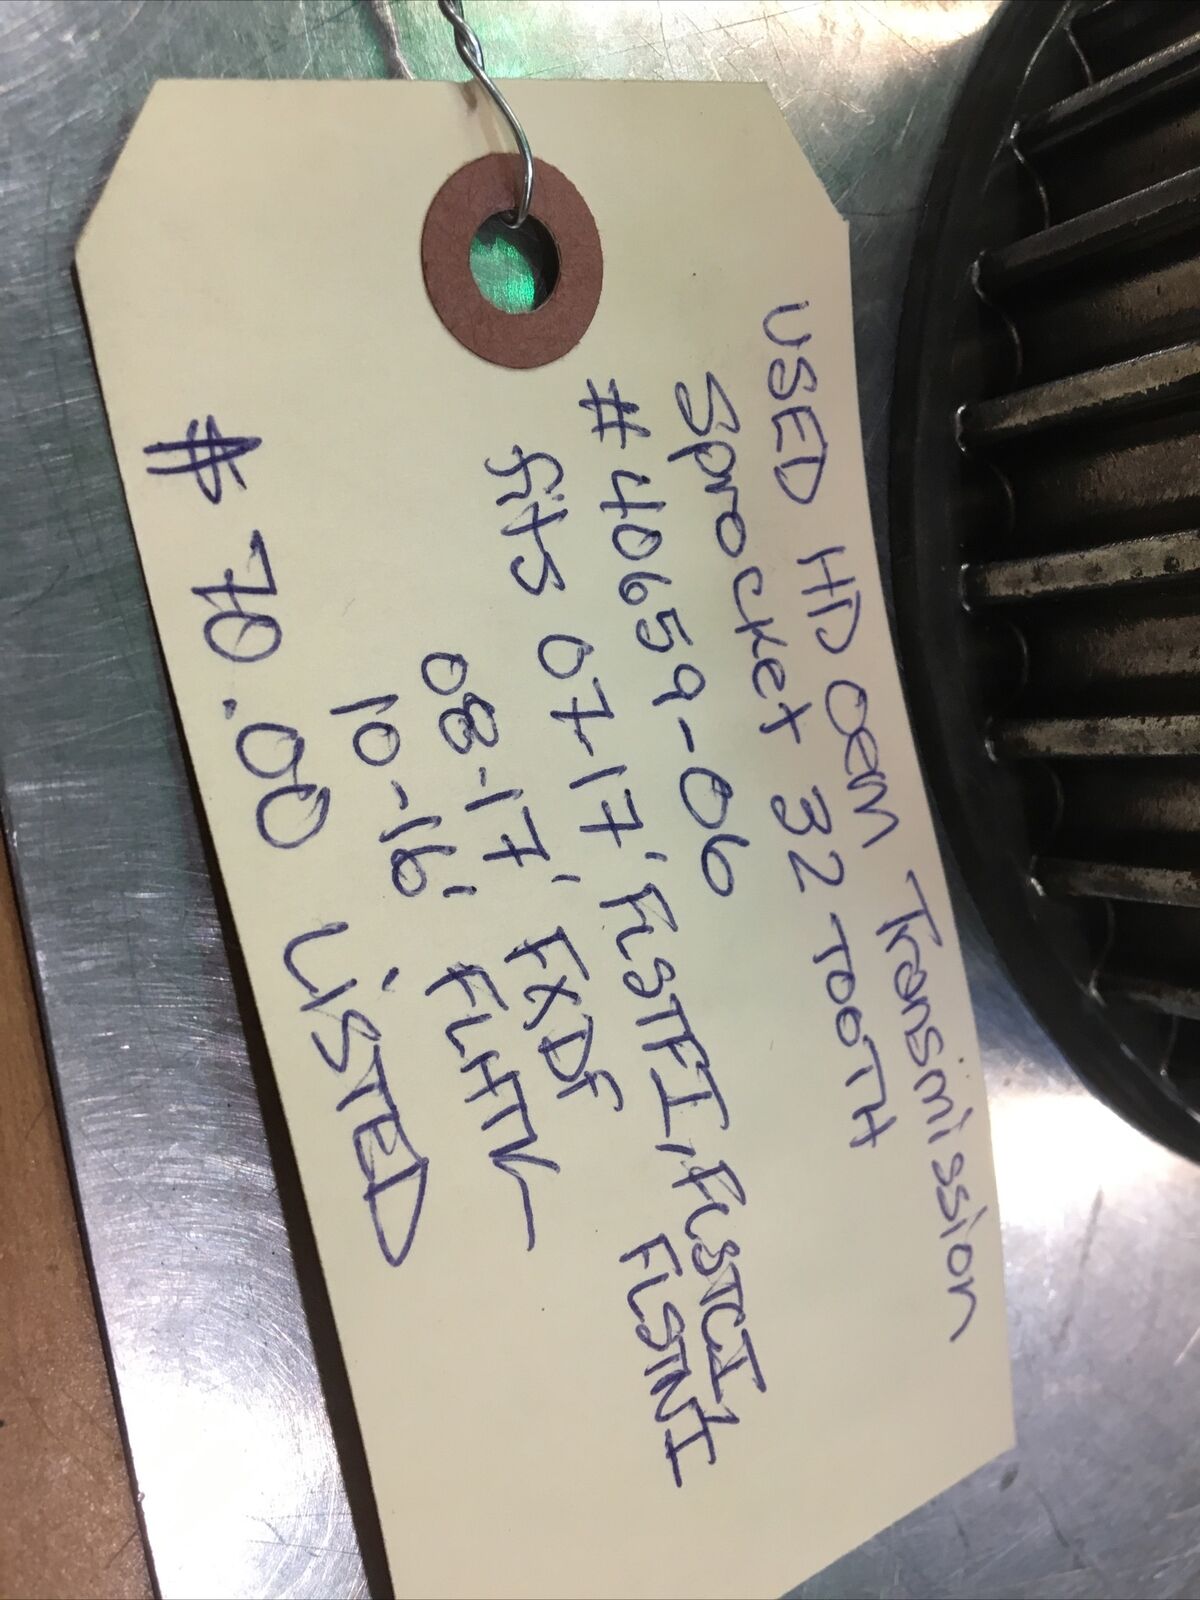 USED HD OEM Transmission
Sprocket 32 TOOTH
#40659-06
fits 07-17' FLSTFI, FLSTCI
FLSTNI
08-17' FXDF
10-16' FLHTK
$70.00 LISTED